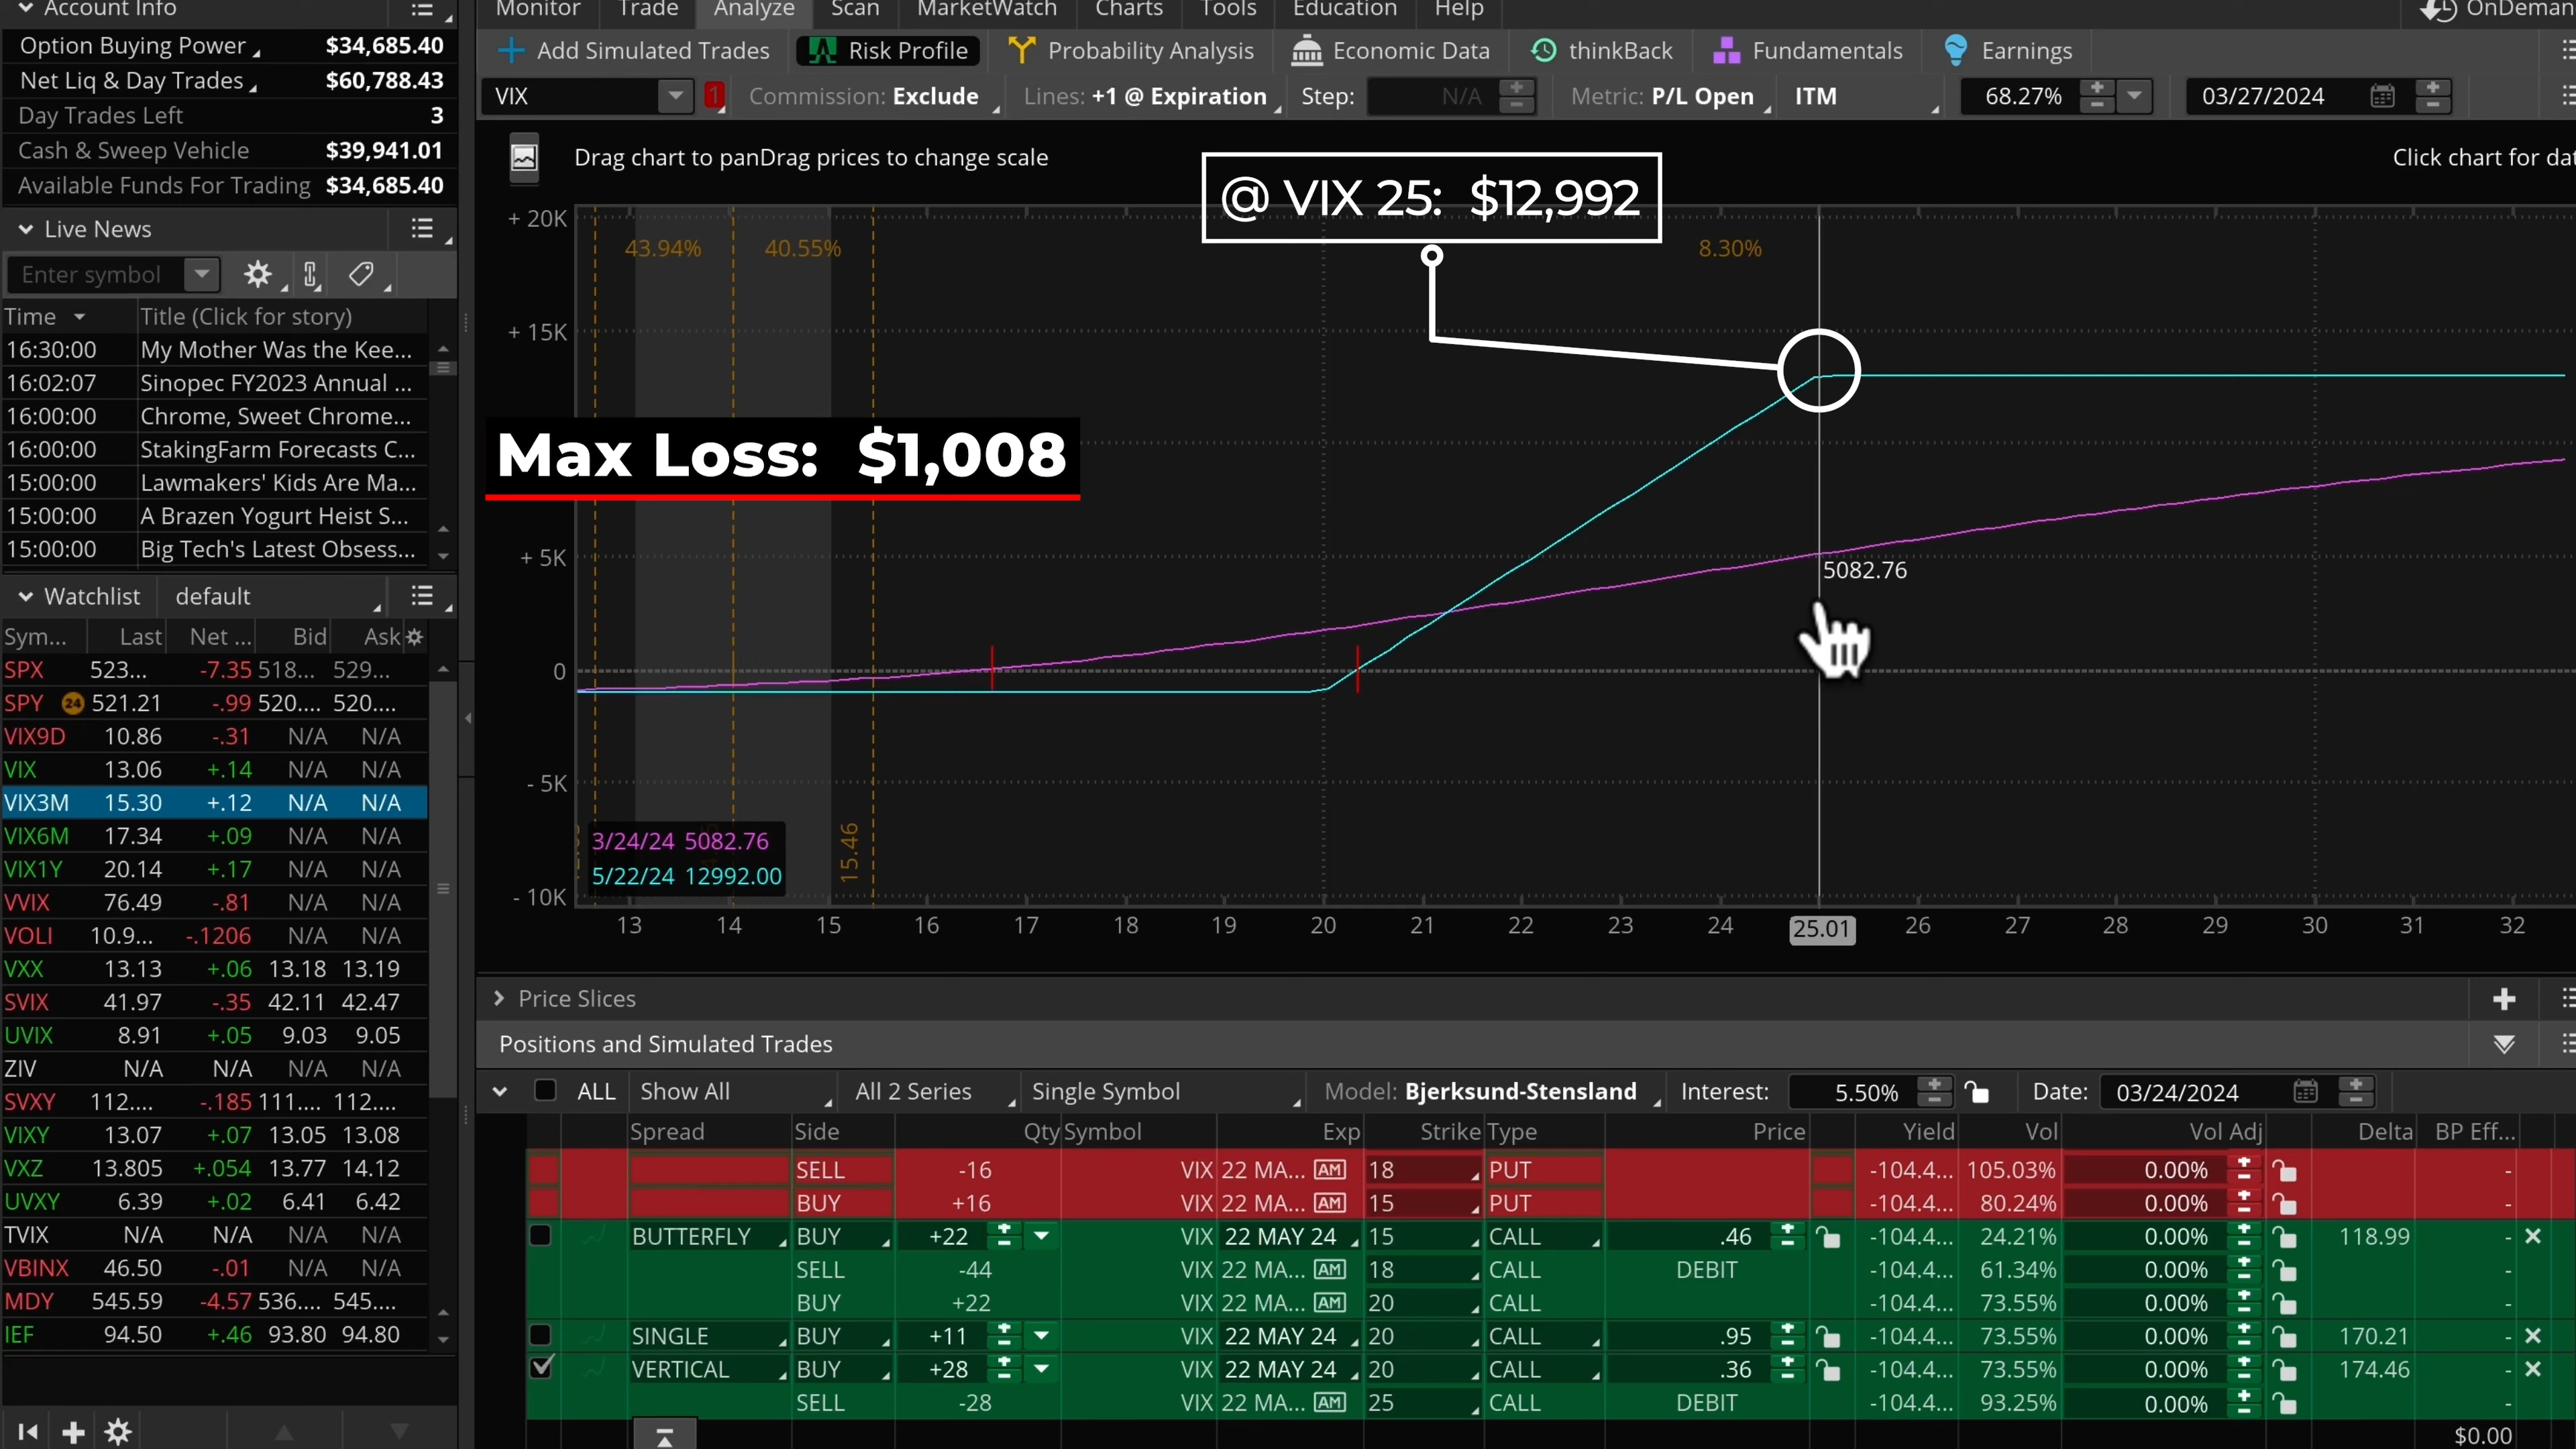 Account Info
Option Buying Power $34,685.40
Net Liq & Day Trades $60,788.43
Day Trades Left 3
Cash & Sweep Vehicle $39,941.01
Available Funds For Trading $34,685.40
Live News
Enter symbol
Time Title (Click for story)
16:30:00 My Mother Was the Kee...
16:02:07 Sinopec FY2023 Annual ...
16:00:00 Chrome, Sweet Chrome...
16:00:00 StakingFarm Forecasts C...
15:00:00 Lawmakers' Kids Are Ma...
15:00:00 A Brazen Yogurt Heist S...
15:00:00 Big Tech's Latest Obsess...
Watchlist default
Sym... Last Net ... Bid Ask
SPX 523... -7.35 518... 529...
SPY 24 521.21 -.99 520.... 520....
VIX9D 10.86 -.31 N/A N/A
VIX 13.06 +.14 N/A N/A
VIX3M 15.30 +.12 N/A N/A
VIX6M 17.34 +.09 N/A N/A
VIX1Y 20.14 +.17 N/A N/A
VVIX 76.49 -.81 N/A N/A
VOLI 10.9... -.1206 N/A N/A
VXX 13.13 +.06 13.18 13.19
SVIX 41.97 -.35 42.11 42.47
UVIX 8.91 +.05 9.03 9.05
ZIV N/A N/A N/A N/A
SVXY 112.... -.185 111.... 112....
VIXY 13.07 +.07 13.05 13.08
VXZ 13.805 +.054 13.77 14.12
UVXY 6.39 +.02 6.41 6.42
TVIX N/A N/A N/A N/A
VBINX 46.50 -.01 N/A N/A
MDY 545.59 -4.57 536.... 545....
IEF 94.50 +.46 93.80 94.80
Monitor Trade Analyze Scan MarketWatch Charts Tools Education Help OnDeman
Add Simulated Trades Risk Profile Probability Analysis Economic Data thinkBack Fundamentals Earnings
VIX 1 Commission: Exclude Lines: +1 @ Expiration Step: N/A Metric: P/L Open ITM 68.27% 03/27/2024
Drag chart to panDrag prices to change scale Click chart for dat
@ VIX 25: $12,992
+ 20K
43.94% 40.55% 8.30%
+ 15K
Max Loss: $1,008
+ 5K
5082.76
0
- 5K
15.46
3/24/24 5082.76
5/22/24 12992.00
- 10K
13 14 15 16 17 18 19 20 21 22 23 24 25.01 26 27 28 29 30 31 32
Price Slices
Positions and Simulated Trades
ALL Show All All 2 Series Single Symbol Model: Bjerksund-Stensland Interest: 5.50% Date: 03/24/2024
Spread Side Qty Symbol Exp Strike Type Price Yield Vol Vol Adj Delta BP Eff...
SELL -16 VIX 22 MA... AM 18 PUT -104.4... 105.03% 0.00% -
BUY +16 VIX 22 MA... AM 15 PUT -104.4... 80.24% 0.00% -
BUTTERFLY BUY +22 VIX 22 MAY 24 15 CALL .46 -104.4... 24.21% 0.00% 118.99 -
SELL -44 VIX 22 MA... AM 18 CALL DEBIT -104.4... 61.34% 0.00% -
BUY +22 VIX 22 MA... AM 20 CALL -104.4... 73.55% 0.00% -
SINGLE BUY +11 VIX 22 MAY 24 20 CALL .95 -104.4... 73.55% 0.00% 170.21 -
VERTICAL BUY +28 VIX 22 MAY 24 20 CALL .36 -104.4... 73.55% 0.00% 174.46 -
SELL -28 VIX 22 MA... AM 25 CALL DEBIT -104.4... 93.25% 0.00% -
$0.00